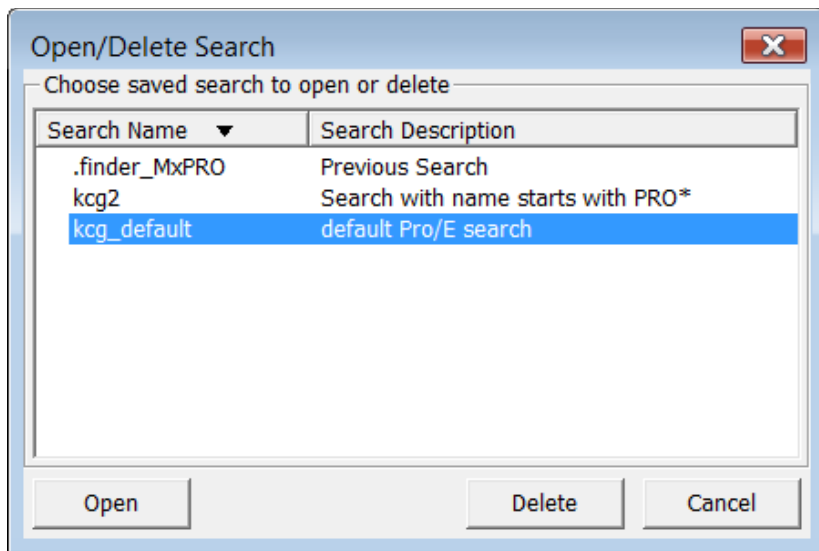 Open/Delete Search
Choose saved search to open or delete
Search Name Search Description
.finder_MxPRO Previous Search
kcg2 Search with name starts with PRO*
kcg_default default Pro/E search
Open Delete Cancel